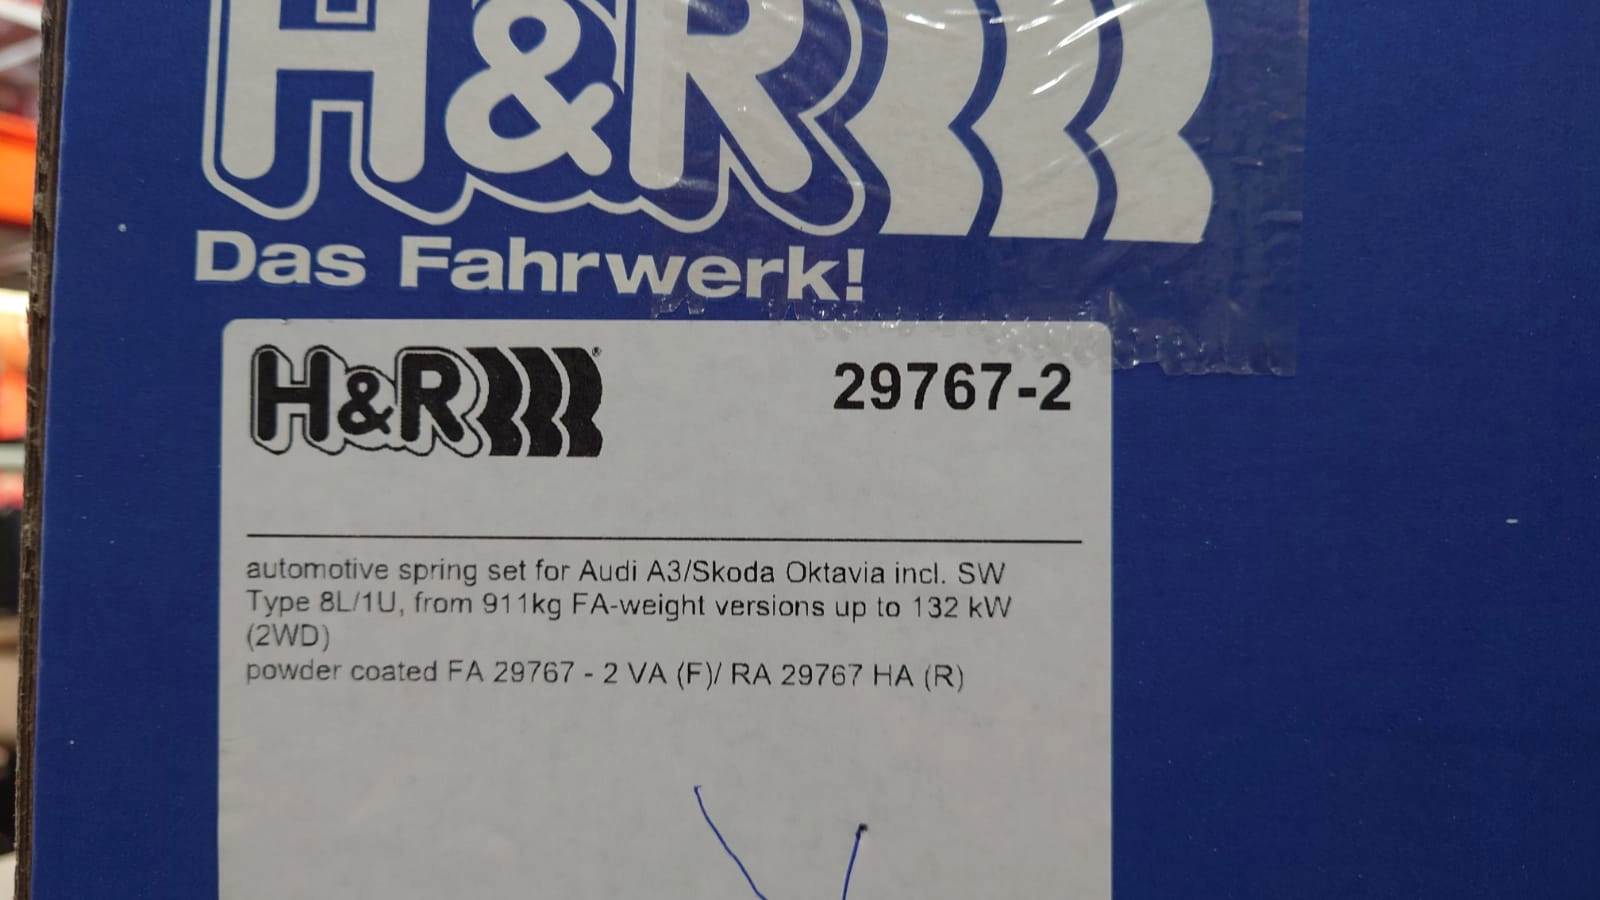 H&R
Das Fahrwerk!
H&R®
29767-2
automotive spring set for Audi A3/Skoda Oktavia incl. SW
Type 8L/1U, from 911kg FA-weight versions up to 132 kW
(2WD)
powder coated FA 29767 - 2 VA (F)/ RA 29767 HA (R)